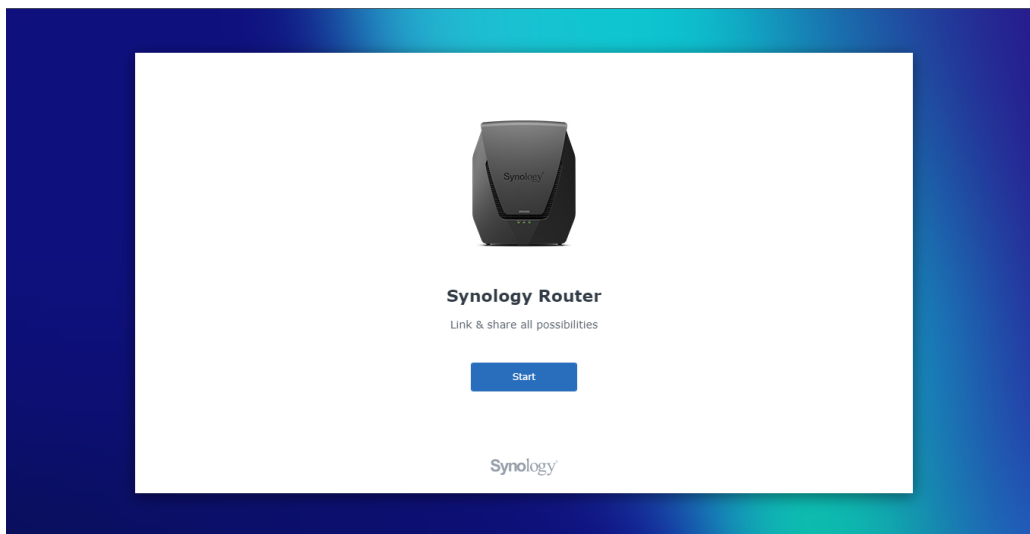 Synology
Synology Router
Link & share all possibilities
Start
Synology